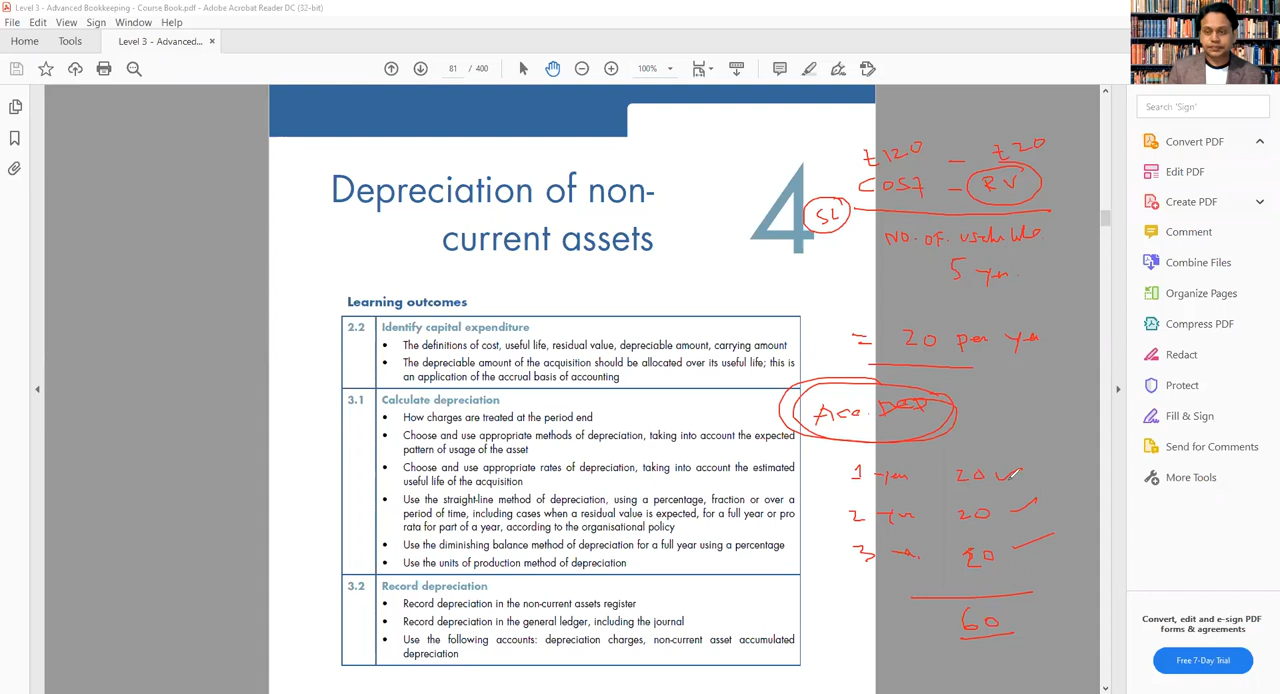 Level 3 - Advanced Bookkeeping - Course Book.pdf - Adobe Acrobat Reader DC (32-bit)
File Edit View Sign Window Help
Home Tools Level 3 - Advanced... ×
81 / 400 100%
Search 'Sign'
Convert PDF
Edit PDF
Create PDF
Comment
Combine Files
Organize Pages
Compress PDF
Redact
Protect
Fill & Sign
Send for Comments
More Tools
Convert, edit and e-sign PDF
forms & agreements
Free 7-Day Trial
Depreciation of non-
current assets
4
Learning outcomes
2.2 Identify capital expenditure
• The definitions of cost, useful life, residual value, depreciable amount, carrying amount
• The depreciable amount of the acquisition should be allocated over its useful life; this is
an application of the accrual basis of accounting
3.1 Calculate depreciation
• How charges are treated at the period end
• Choose and use appropriate methods of depreciation, taking into account the expected
pattern of usage of the asset
• Choose and use appropriate rates of depreciation, taking into account the estimated
useful life of the acquisition
• Use the straight-line method of depreciation, using a percentage, fraction or over a
period of time, including cases when a residual value is expected, for a full year or pro
rata for part of a year, according to the organisational policy
• Use the diminishing balance method of depreciation for a full year using a percentage
• Use the units of production method of depreciation
3.2 Record depreciation
• Record depreciation in the non-current assets register
• Record depreciation in the general ledger, including the journal
• Use the following accounts: depreciation charges, non-current asset accumulated
depreciation
£120 - £20
COST - RV
SL
NO. OF.
5
= 20 per
Acc. Dep
1 20
2 20
3 20
60